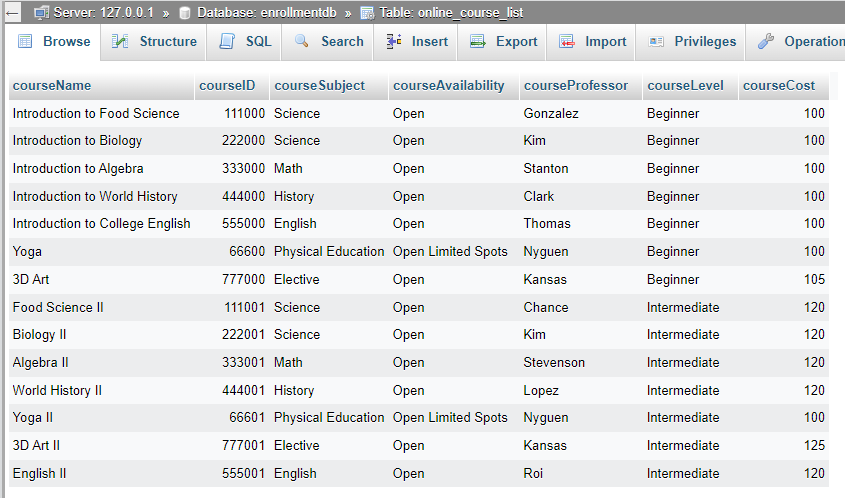 ← Server: 127.0.0.1 » Database: enrollmentdb » Table: online_course_list
Browse Structure SQL Search Insert Export Import Privileges Operation
courseName courseID courseSubject courseAvailability courseProfessor courseLevel courseCost
Introduction to Food Science 111000 Science Open Gonzalez Beginner 100
Introduction to Biology 222000 Science Open Kim Beginner 100
Introduction to Algebra 333000 Math Open Stanton Beginner 100
Introduction to World History 444000 History Open Clark Beginner 100
Introduction to College English 555000 English Open Thomas Beginner 100
Yoga 66600 Physical Education Open Limited Spots Nyguen Beginner 100
3D Art 777000 Elective Open Kansas Beginner 105
Food Science II 111001 Science Open Chance Intermediate 120
Biology II 222001 Science Open Kim Intermediate 120
Algebra II 333001 Math Open Stevenson Intermediate 120
World History II 444001 History Open Lopez Intermediate 120
Yoga II 66601 Physical Education Open Limited Spots Nyguen Intermediate 100
3D Art II 777001 Elective Open Kansas Intermediate 125
English II 555001 English Open Roi Intermediate 120